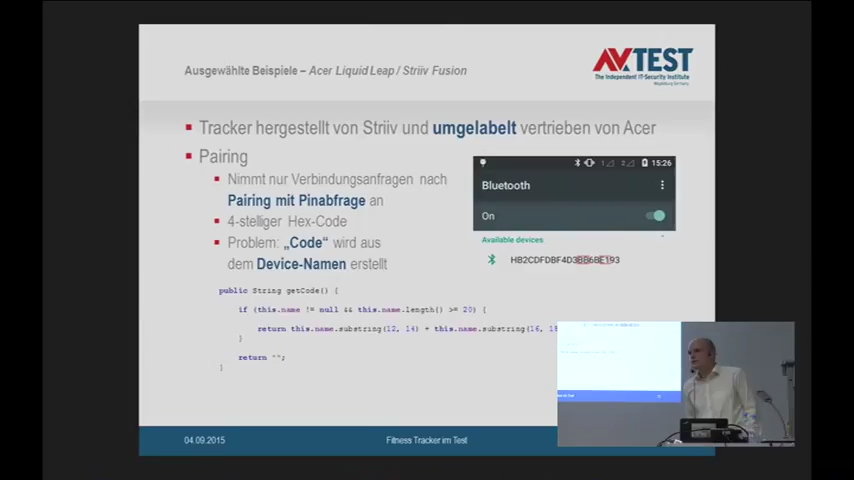 Ausgewählte Beispiele – Acer Liquid Leap / Striiv Fusion
AVTEST
The Independent IT-Security Institute
Magdeburg Germany
Tracker hergestellt von Striiv und umgelabelt vertrieben von Acer
Pairing
Nimmt nur Verbindungsanfragen nach
Pairing mit Pinabfrage an
4-stelliger Hex-Code
Problem: „Code“ wird aus
dem Device-Namen erstellt
15:26
Bluetooth
On
Available devices
HB2CDFDBF4D3BB6BE193
public String getCode() {
if (this.name != null && this.name.length() >= 20) {
return this.name.substring(12, 14) + this.name.substring(16, 18
}
return "";
}
04.09.2015
Fitness Tracker im Test